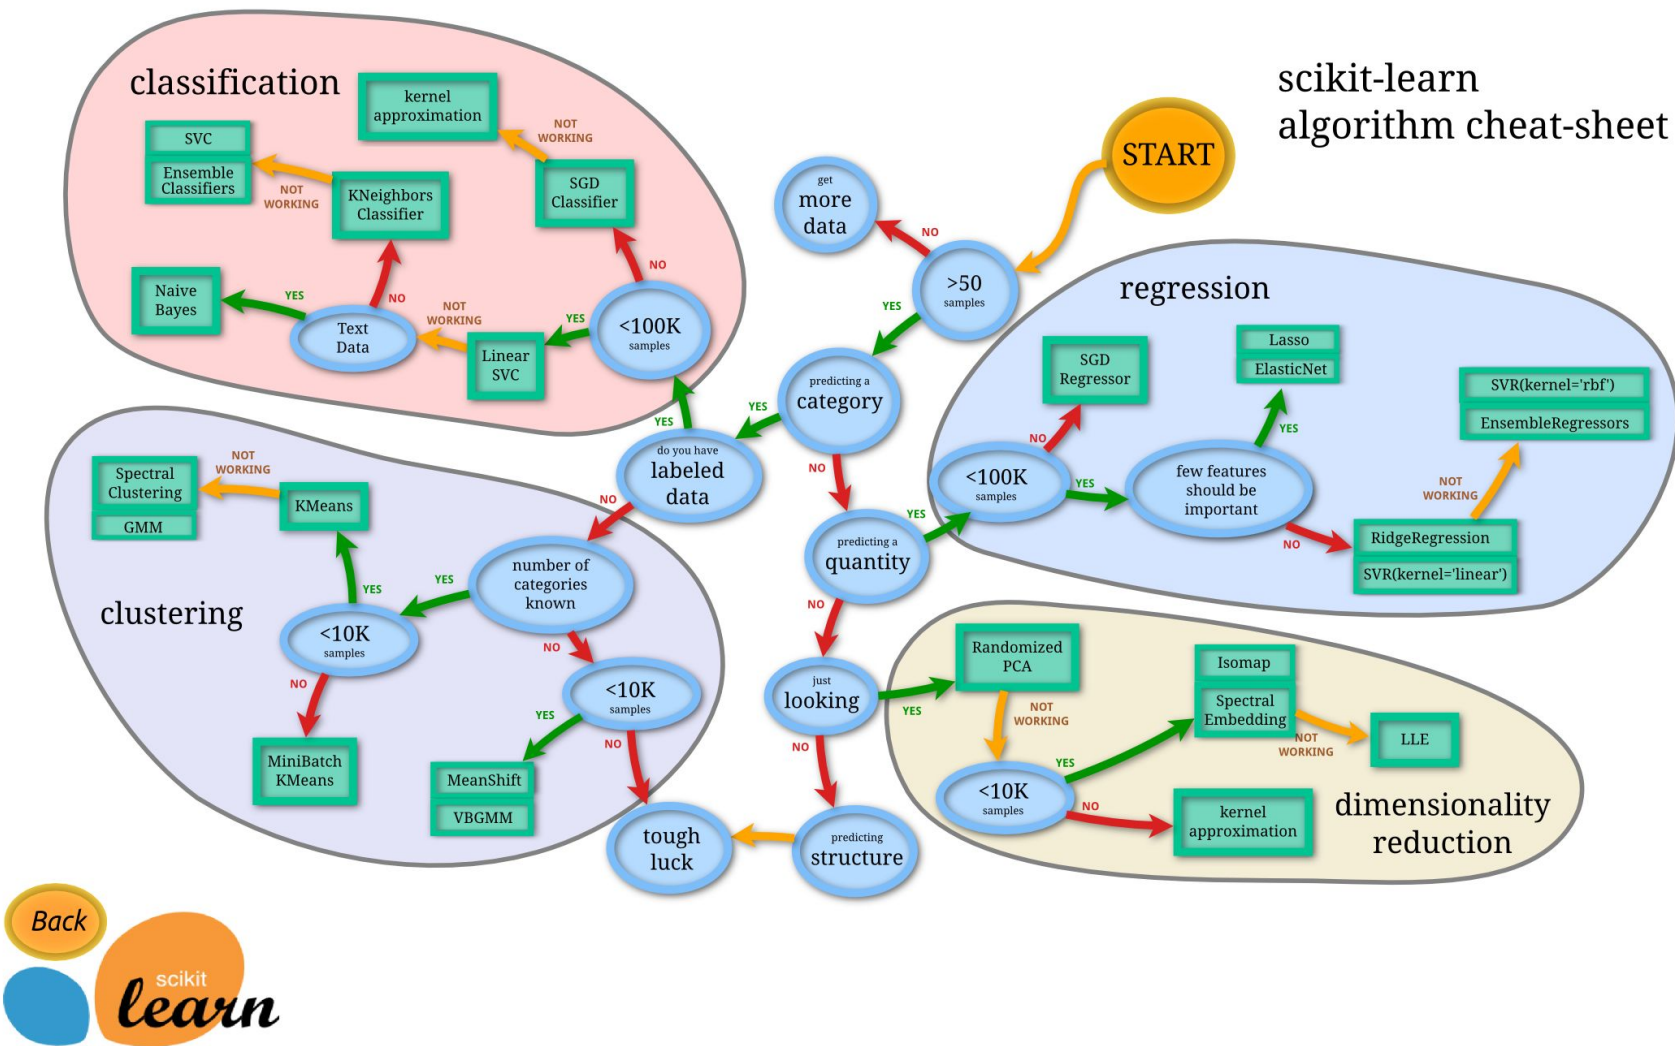 scikit-learn
algorithm cheat-sheet
START
classification
kernel
approximation
NOT
WORKING
SVC
Ensemble
Classifiers
NOT
WORKING
KNeighbors
Classifier
SGD
Classifier
NO
Naive
Bayes
YES
NO
Text
Data
NOT
WORKING
Linear
SVC
YES
<100K
samples
get
more
data
NO
>50
samples
YES
predicting a
category
YES
YES
do you have
labeled
data
NO
NO
predicting a
quantity
YES
NO
just
looking
YES
NO
predicting
structure
tough
luck
regression
SGD
Regressor
NO
<100K
samples
YES
Lasso
ElasticNet
YES
few features
should be
important
NO
SVR(kernel='rbf')
EnsembleRegressors
NOT
WORKING
RidgeRegression
SVR(kernel='linear')
clustering
Spectral
Clustering
GMM
NOT
WORKING
KMeans
YES
<10K
samples
YES
number of
categories
known
NO
NO
MiniBatch
KMeans
<10K
samples
YES
NO
MeanShift
VBGMM
Randomized
PCA
NOT
WORKING
<10K
samples
YES
NO
Isomap
Spectral
Embedding
NOT
WORKING
LLE
kernel
approximation
dimensionality
reduction
Back
scikit
learn